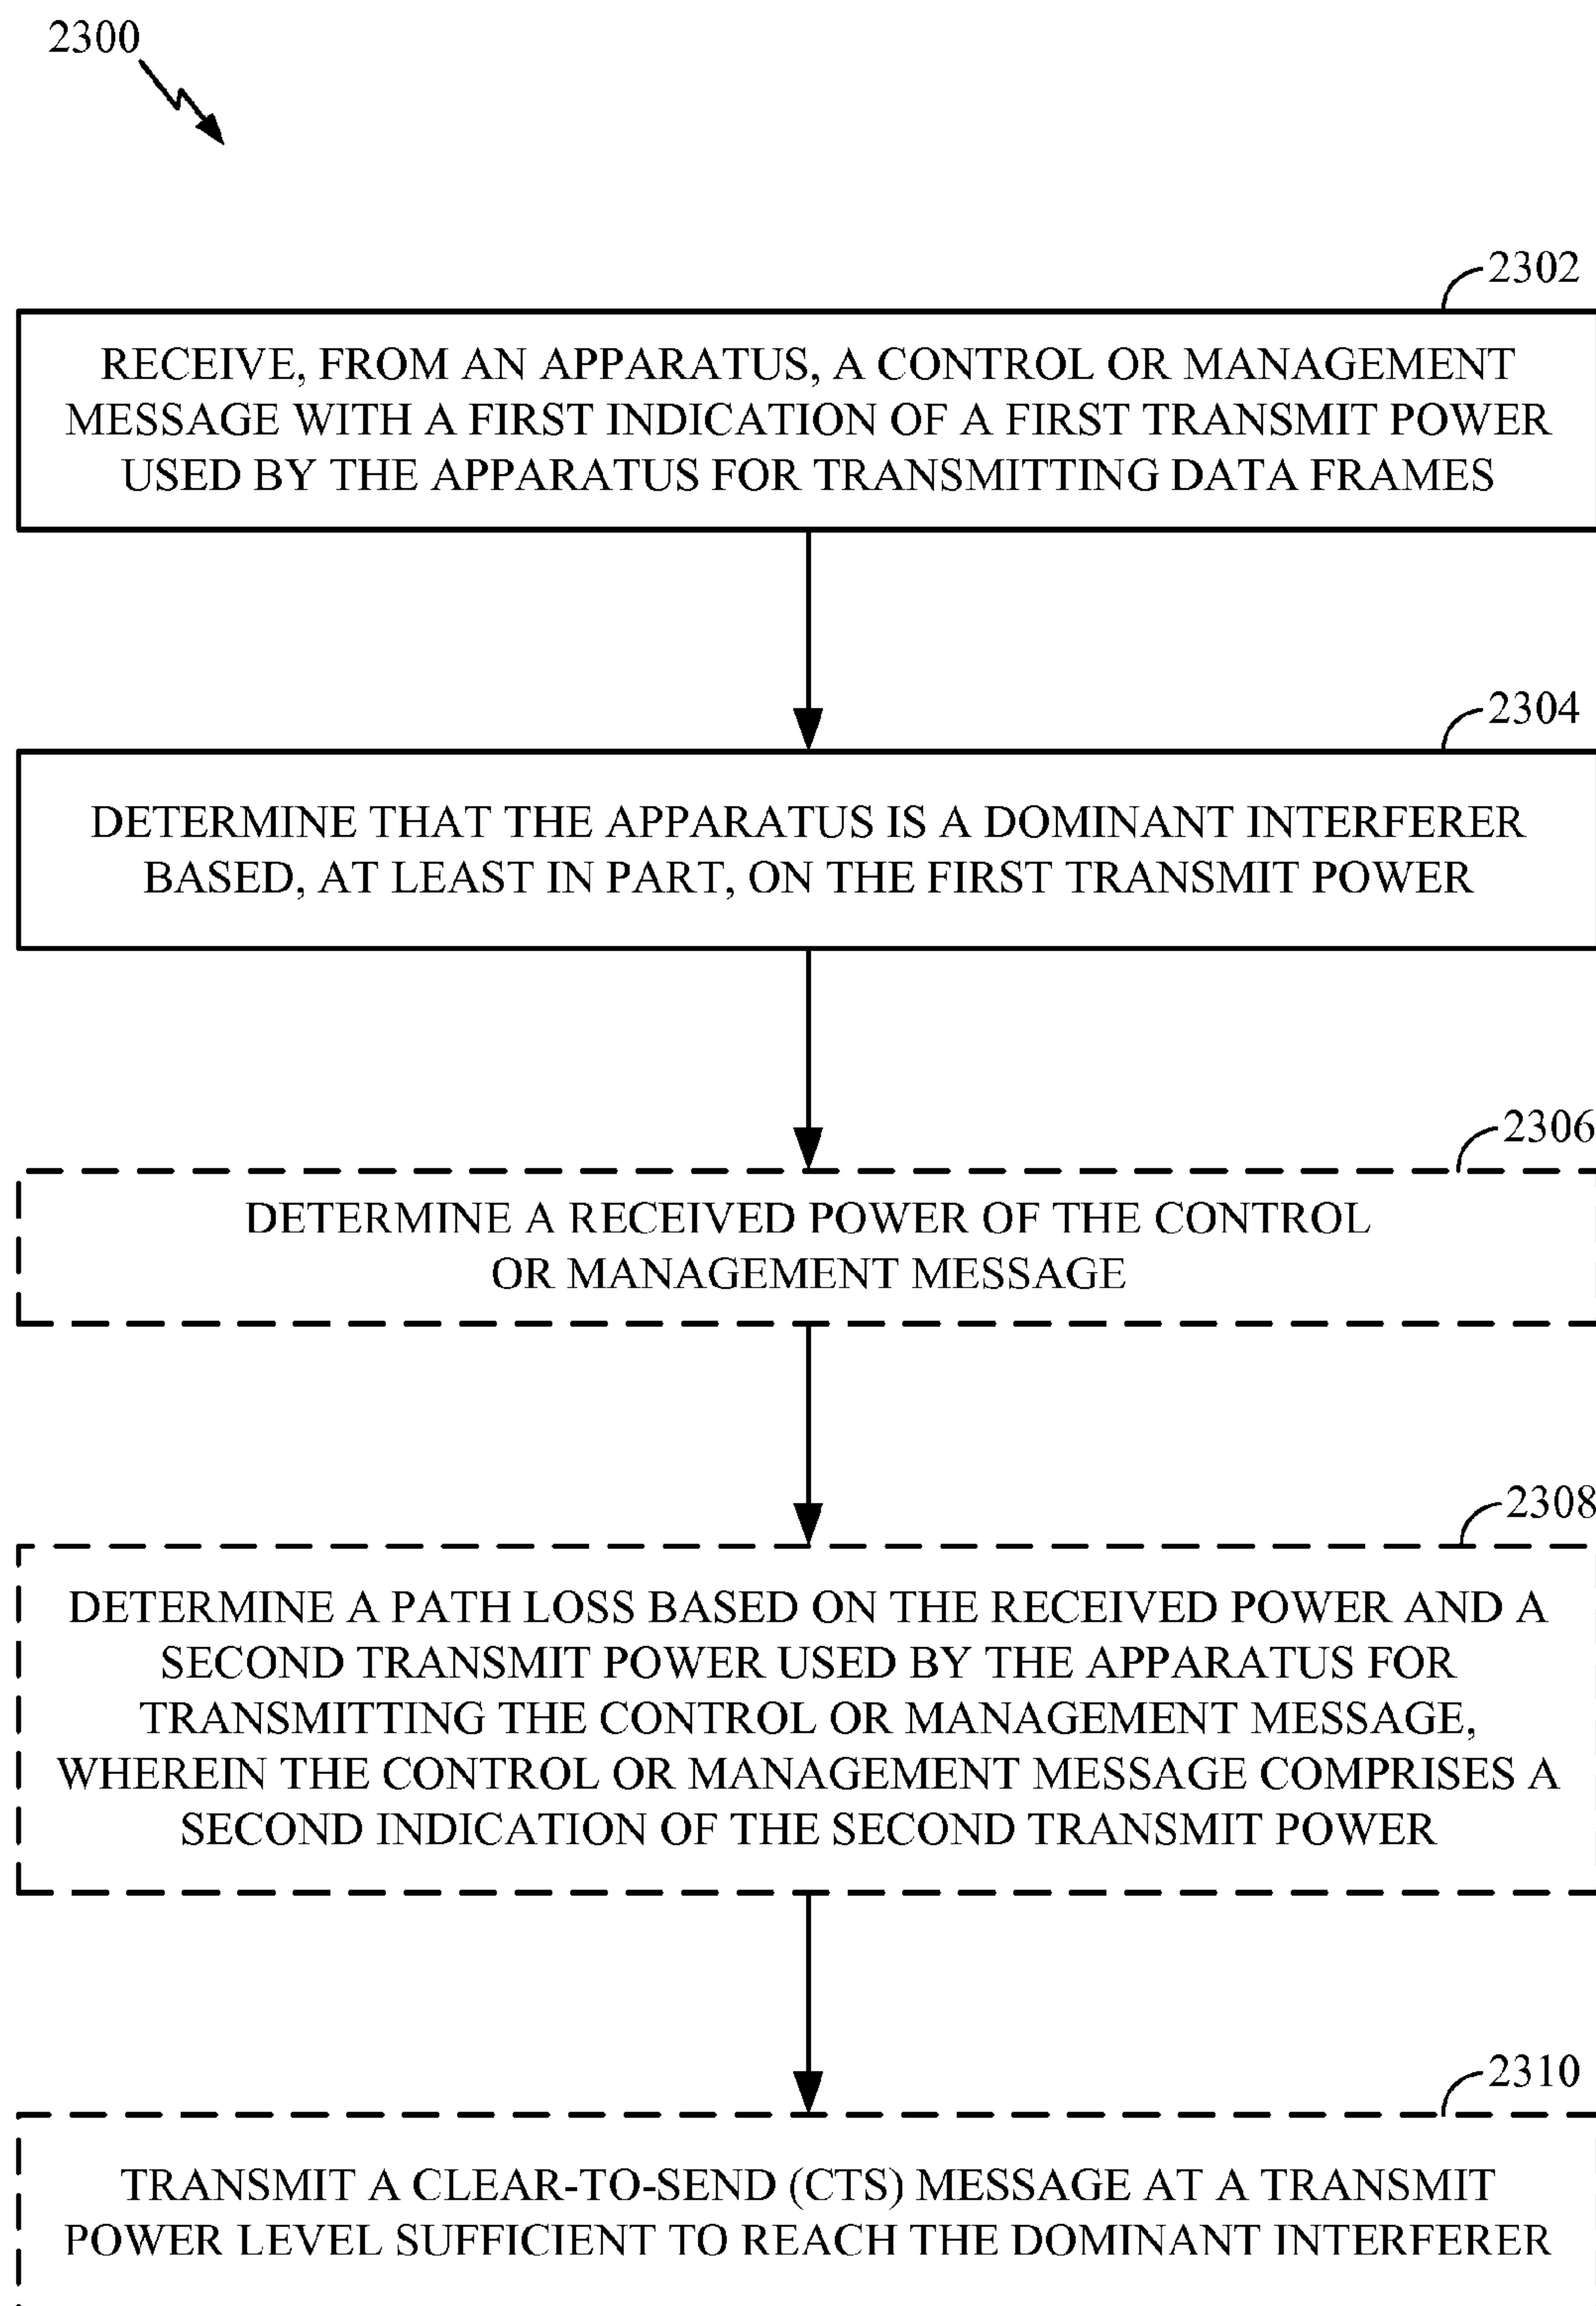 2300
2302
RECEIVE, FROM AN APPARATUS, A CONTROL OR MANAGEMENT
MESSAGE WITH A FIRST INDICATION OF A FIRST TRANSMIT POWER
USED BY THE APPARATUS FOR TRANSMITTING DATA FRAMES
2304
DETERMINE THAT THE APPARATUS IS A DOMINANT INTERFERER
BASED, AT LEAST IN PART, ON THE FIRST TRANSMIT POWER
2306
DETERMINE A RECEIVED POWER OF THE CONTROL
OR MANAGEMENT MESSAGE
2308
DETERMINE A PATH LOSS BASED ON THE RECEIVED POWER AND A
SECOND TRANSMIT POWER USED BY THE APPARATUS FOR
TRANSMITTING THE CONTROL OR MANAGEMENT MESSAGE,
WHEREIN THE CONTROL OR MANAGEMENT MESSAGE COMPRISES A
SECOND INDICATION OF THE SECOND TRANSMIT POWER
2310
TRANSMIT A CLEAR-TO-SEND (CTS) MESSAGE AT A TRANSMIT
POWER LEVEL SUFFICIENT TO REACH THE DOMINANT INTERFERER